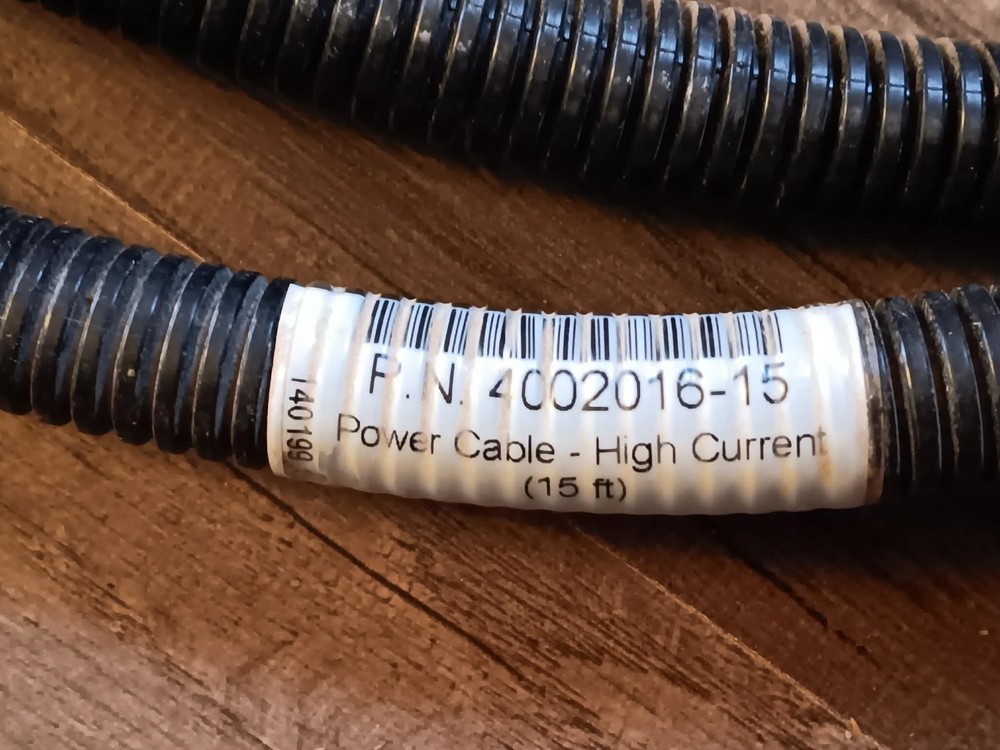 P.N. 4002016-15
Power Cable - High Current
(15 ft)
140199